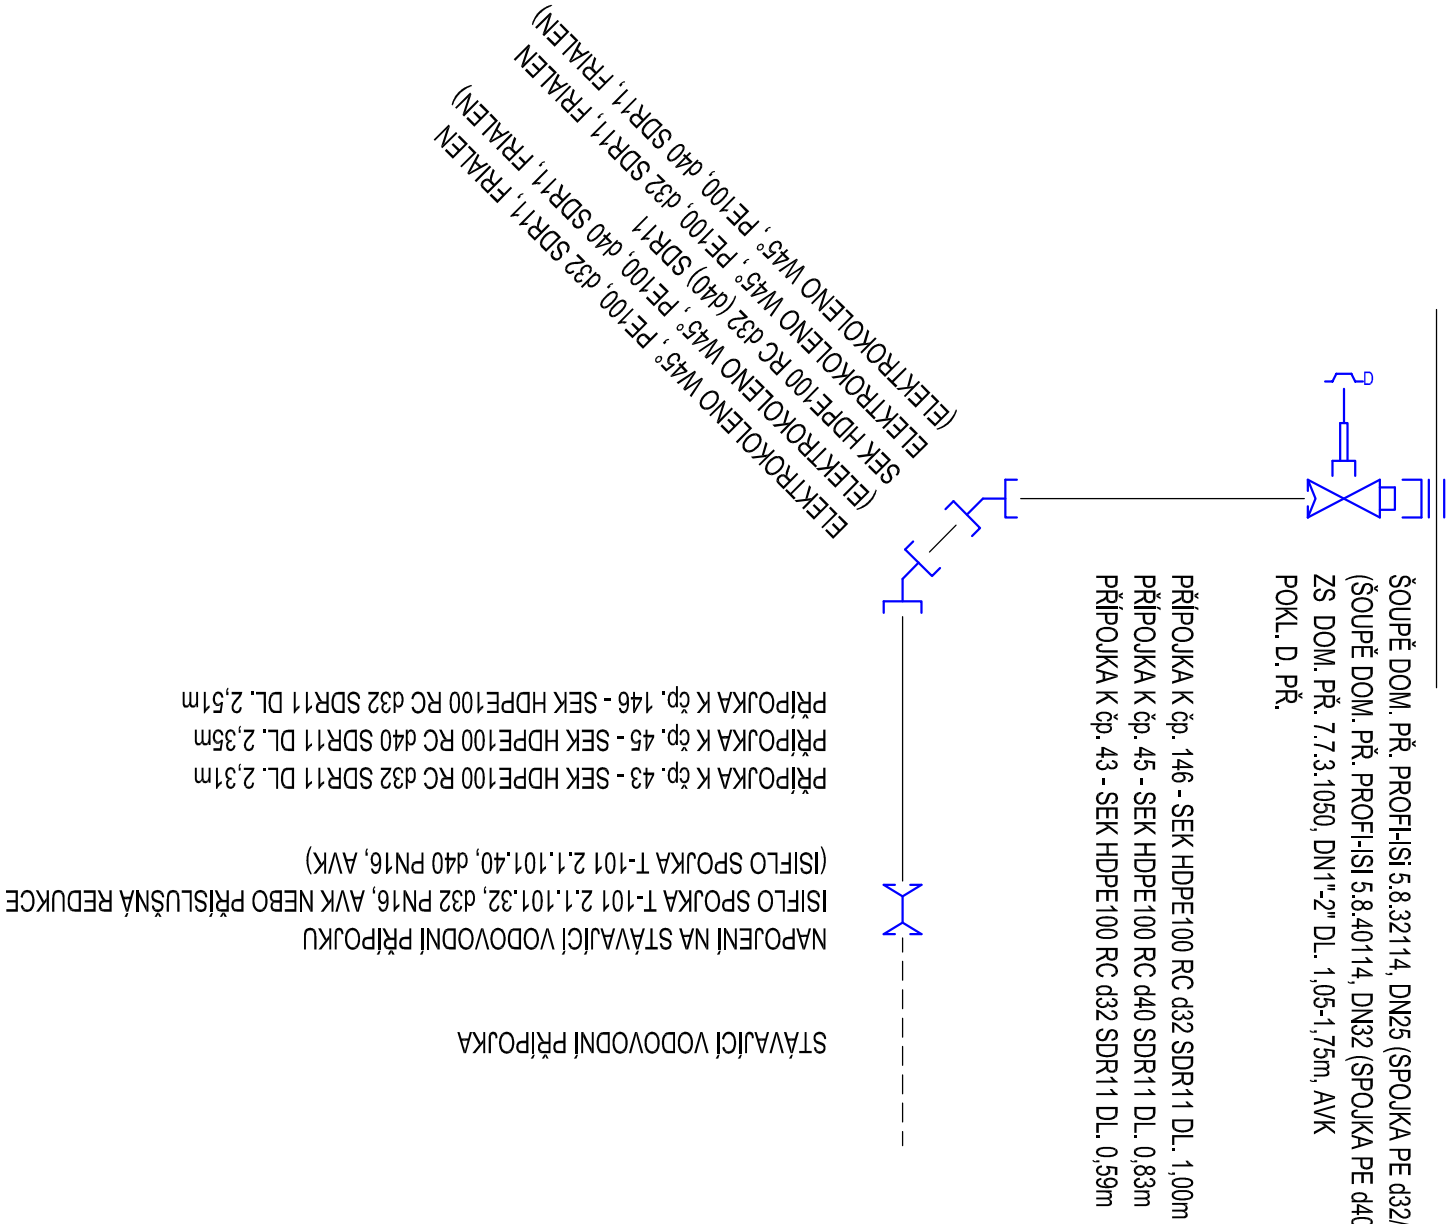 ELEKTROKOLENO W45°, PE100, d32 SDR11, FRIALEN
(ELEKTROKOLENO W45°, PE100, d40 SDR11, FRIALEN)
SEK HDPE100 RC d32 (d40) SDR11
ELEKTROKOLENO W45°, PE100, d32 SDR11, FRIALEN
(ELEKTROKOLENO W45°, PE100, d40 SDR11, FRIALEN)
D
ŠOUPĚ DOM. PŘ. PROFI-ISi 5.8.32114, DN25 (SPOJKA PE d32/
(ŠOUPĚ DOM. PŘ. PROFI-ISI 5.8.40114, DN32 (SPOJKA PE d40
ZS DOM. PŘ. 7.7.3.1050, DN1"-2" DL. 1,05-1,75m, AVK
POKL. D. PŘ.
PŘÍPOJKA K čp. 146 - SEK HDPE100 RC d32 SDR11 DL. 1,00m
PŘÍPOJKA K čp. 45 - SEK HDPE100 RC d40 SDR11 DL. 0,83m
PŘÍPOJKA K čp. 43 - SEK HDPE100 RC d32 SDR11 DL. 0,59m
STÁVAJÍCÍ VODOVODNÍ PŘÍPOJKA
NAPOJENÍ NA STÁVAJÍCÍ VODOVODNÍ PŘÍPOJKU
ISIFLO SPOJKA T-101 2.1.101.32, d32 PN16, AVK NEBO PŘÍSLUŠNÁ REDUKCE
(ISIFLO SPOJKA T-101 2.1.101.40, d40 PN16, AVK)
PŘÍPOJKA K čp. 43 - SEK HDPE100 RC d32 SDR11 DL. 2,31m
PŘÍPOJKA K čp. 45 - SEK HDPE100 RC d40 SDR11 DL. 2,35m
PŘÍPOJKA K čp. 146 - SEK HDPE100 RC d32 SDR11 DL. 2,51m